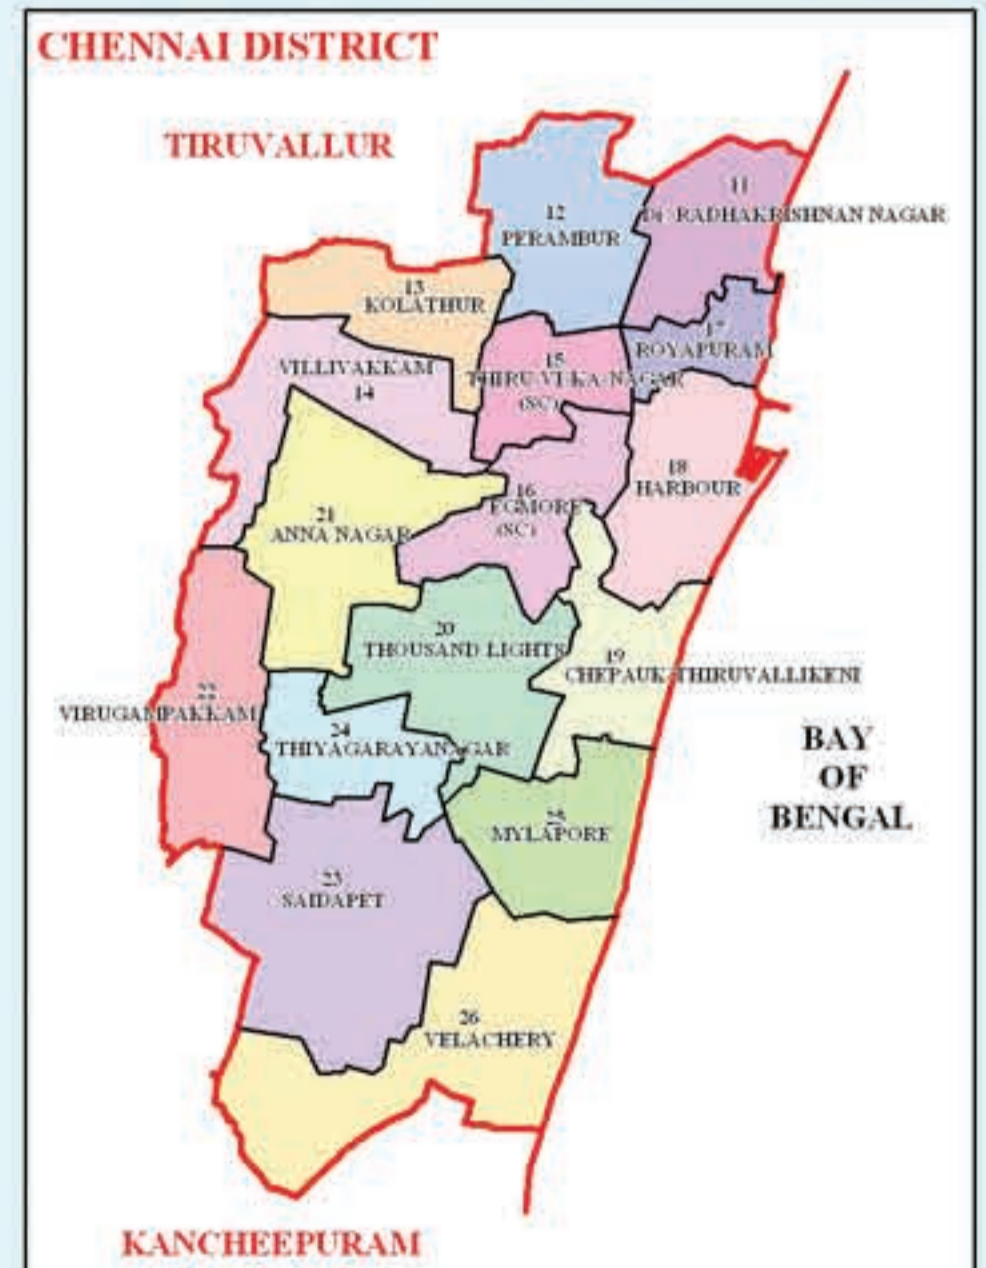 CHENNAI DISTRICT
TIRUVALLUR
11
Dr. RADHAKRISHNAN NAGAR
12
PERAMBUR
13
KOLATHUR
17
ROYAPURAM
VILLIVAKKAM
14
15
THIRU-VI-KA-NAGAR
(SC)
18
HARBOUR
16
EGMORE
(SC)
21
ANNA NAGAR
20
THOUSAND LIGHTS
19
CHEPAUK-THIRUVALLIKENI
22
VIRUGAMPAKKAM
24
THIYAGARAYANAGAR
BAY
OF
BENGAL
25
MYLAPORE
23
SAIDAPET
26
VELACHERY
KANCHEEPURAM